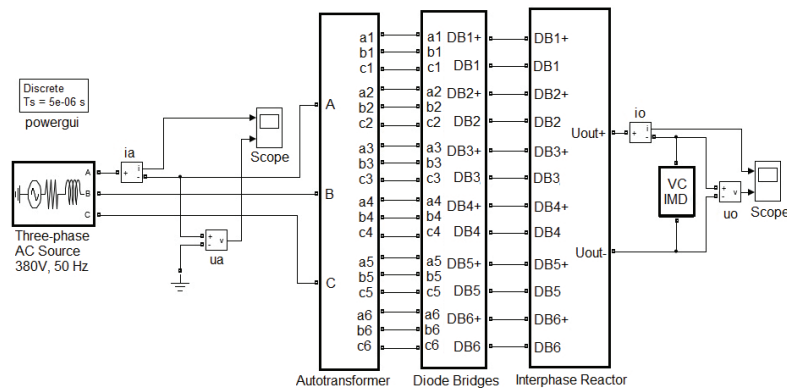 Discrete
Ts = 5e-06 s
powergui
A
B
C
Three-phase
AC Source
380V, 50 Hz
ia
+
i
-
Scope
+
-
v
ua
A
B
C
a1
b1
c1
a2
b2
c2
a3
b3
c3
a4
b4
c4
a5
b5
c5
a6
b6
c6
Autotransformer
a1
b1
c1
a2
b2
c2
a3
b3
c3
a4
b4
c4
a5
b5
c5
a6
b6
c6
DB1+
DB1
DB2+
DB2
DB3+
DB3
DB4+
DB4
DB5+
DB5
DB6+
DB6
Diode Bridges
DB1+
DB1
DB2+
DB2
DB3+
DB3
DB4+
DB4
DB5+
DB5
DB6+
DB6
Uout+
Uout-
Interphase Reactor
io
+
i
-
VC
IMD
+
-
v
uo
Scope